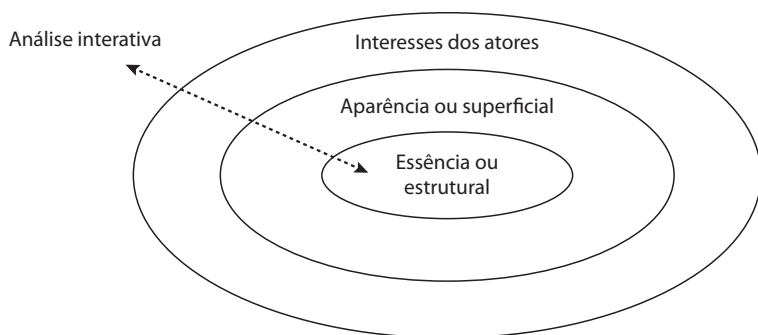 Análise interativa
Interesses dos atores
Aparência ou superficial
Essência ou
estrutural